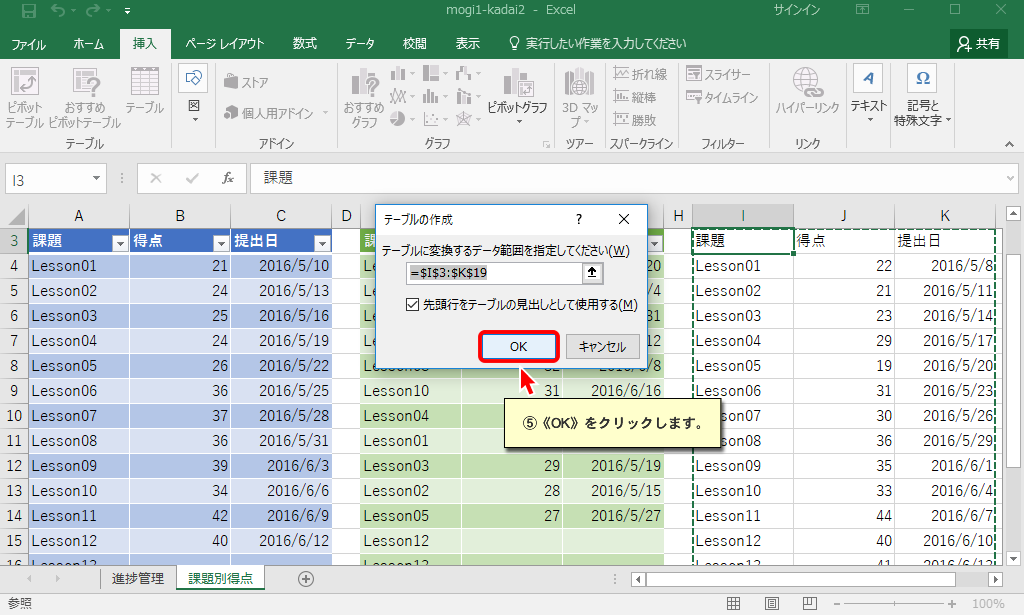 mogi1-kadai2 - Excel
サインイン
ファイル ホーム 挿入 ページ レイアウト 数式 データ 校閲 表示 実行したい作業を入力してください 共有
ピボット
テーブル
おすすめ
ピボットテーブル
テーブル
図
ストア
個人用アドイン
おすすめ
グラフ
ピボットグラフ
3D マッ
プ
折れ線
縦棒
勝敗
スライサー
タイムライン
ハイパーリンク
テキスト
記号と
特殊文字
テーブル アドイン グラフ ツアー スパークライン フィルター リンク
I3 fx 課題
A B C D H I J K
3 課題 得点 提出日 課題 得点 提出日
4 Lesson01 21 2016/5/10 Lesson01 22 2016/5/8
5 Lesson02 24 2016/5/13 Lesson02 21 2016/5/11
6 Lesson03 25 2016/5/16 Lesson03 23 2016/5/14
7 Lesson04 24 2016/5/19 Lesson04 29 2016/5/17
8 Lesson05 26 2016/5/22 Lesson05 19 2016/5/20
9 Lesson06 36 2016/5/25 Lesson10 31 2016/6/16 Lesson06 31 2016/5/23
10 Lesson07 37 2016/5/28 Lesson04 son07 30 2016/5/26
11 Lesson08 36 2016/5/31 Lesson01 son08 36 2016/5/29
12 Lesson09 39 2016/6/3 Lesson03 29 2016/5/19 Lesson09 35 2016/6/1
13 Lesson10 34 2016/6/6 Lesson02 28 2016/5/15 Lesson10 33 2016/6/4
14 Lesson11 42 2016/6/9 Lesson05 27 2016/5/27 Lesson11 44 2016/6/7
15 Lesson12 40 2016/6/12 Lesson12 Lesson12 40 2016/6/10
テーブルの作成 ? ×
テーブルに変換するデータ範囲を指定してください(W)
=$I$3:$K$19
先頭行をテーブルの見出しとして使用する(M)
OK キャンセル
⑤《OK》をクリックします。
進捗管理 課題別得点
参照 100%